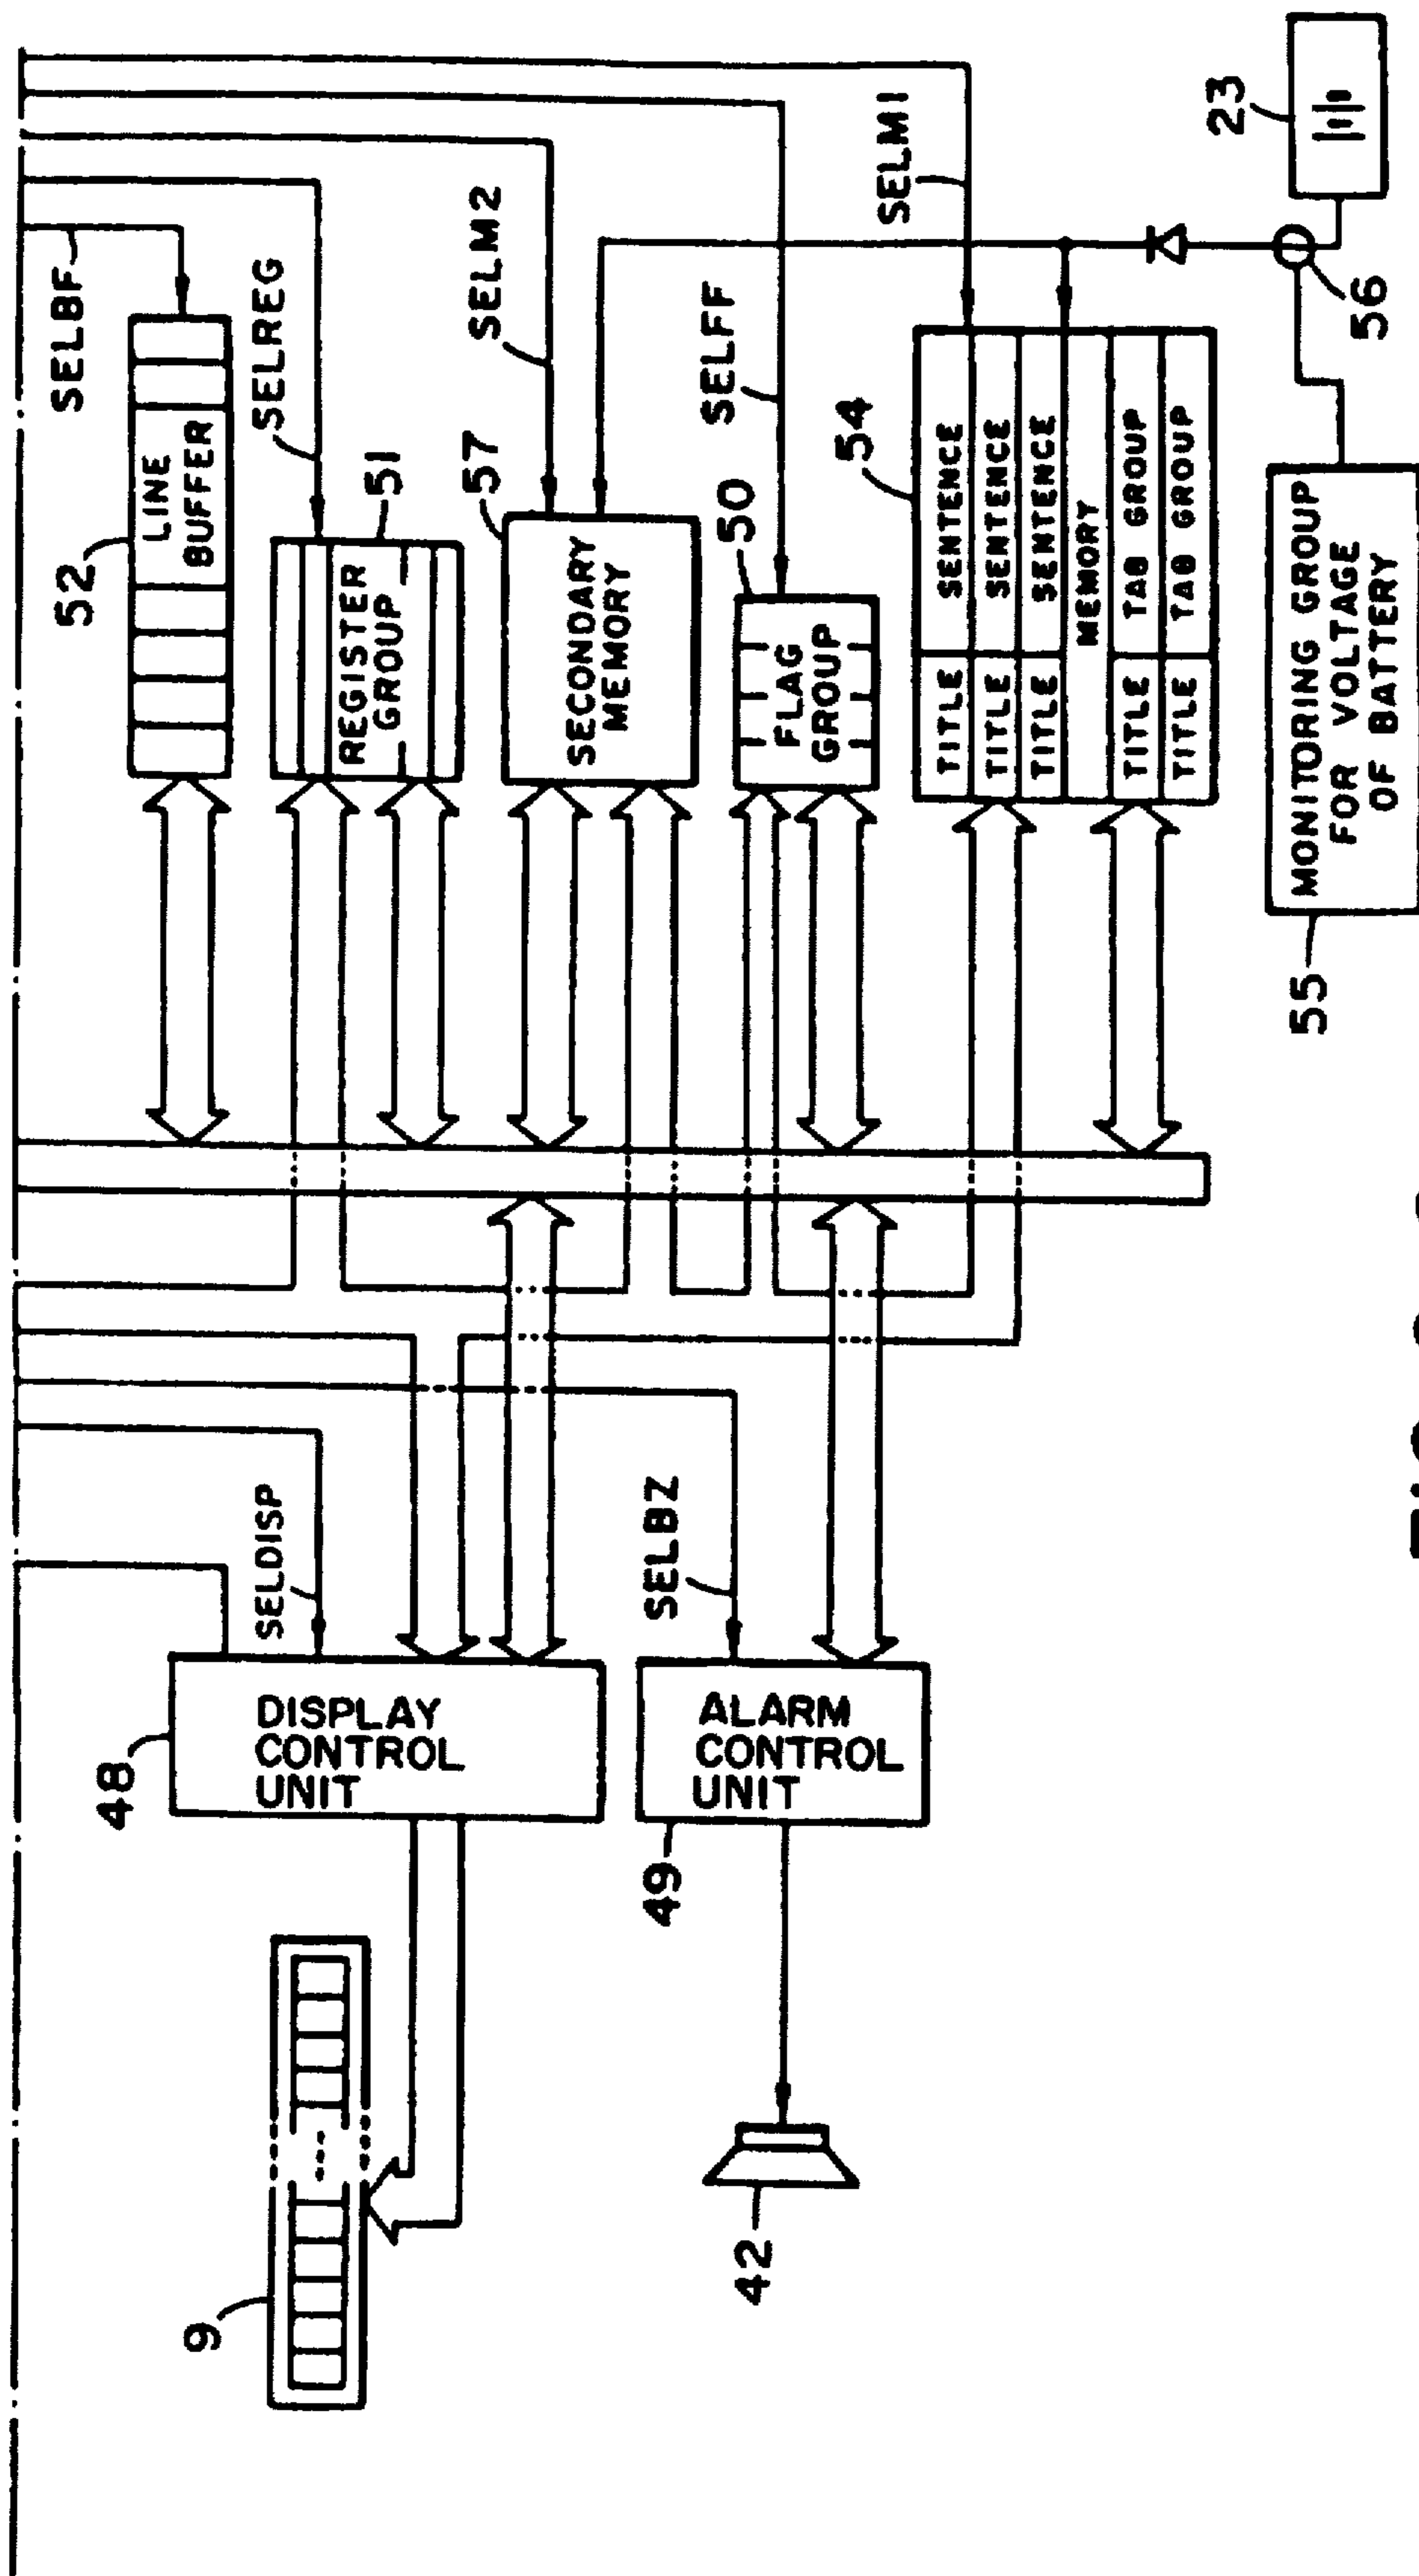 SELBF
52
LINE
BUFFER
SELREG
REGISTER
GROUP
51
SELM2
57
SECONDARY
MEMORY
SELFF
50
FLAG
GROUP
SELM1
54
TITLE SENTENCE
TITLE SENTENCE
TITLE SENTENCE
MEMORY
TITLE TAB GROUP
TITLE TAB GROUP
23
56
55
MONITORING GROUP
FOR VOLTAGE
OF BATTERY
SELDISP
48
DISPLAY
CONTROL
UNIT
SELBZ
49
ALARM
CONTROL
UNIT
9
42